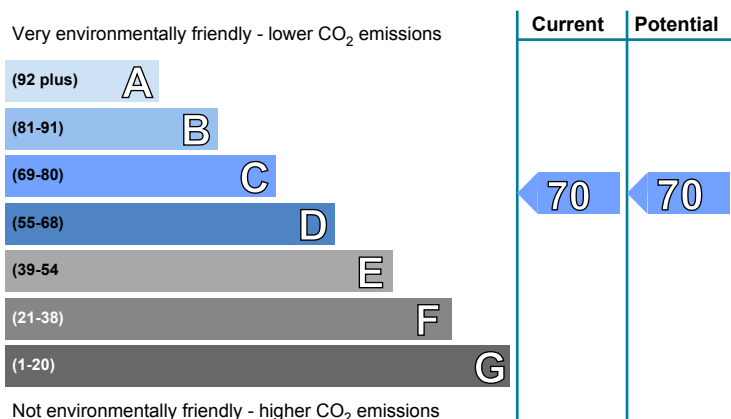 Very environmentally friendly - lower CO2 emissions
Current
Potential
(92 plus) A
(81-91) B
(69-80) C
70
70
(55-68) D
(39-54 E
(21-38) F
(1-20) G
Not environmentally friendly - higher CO2 emissions